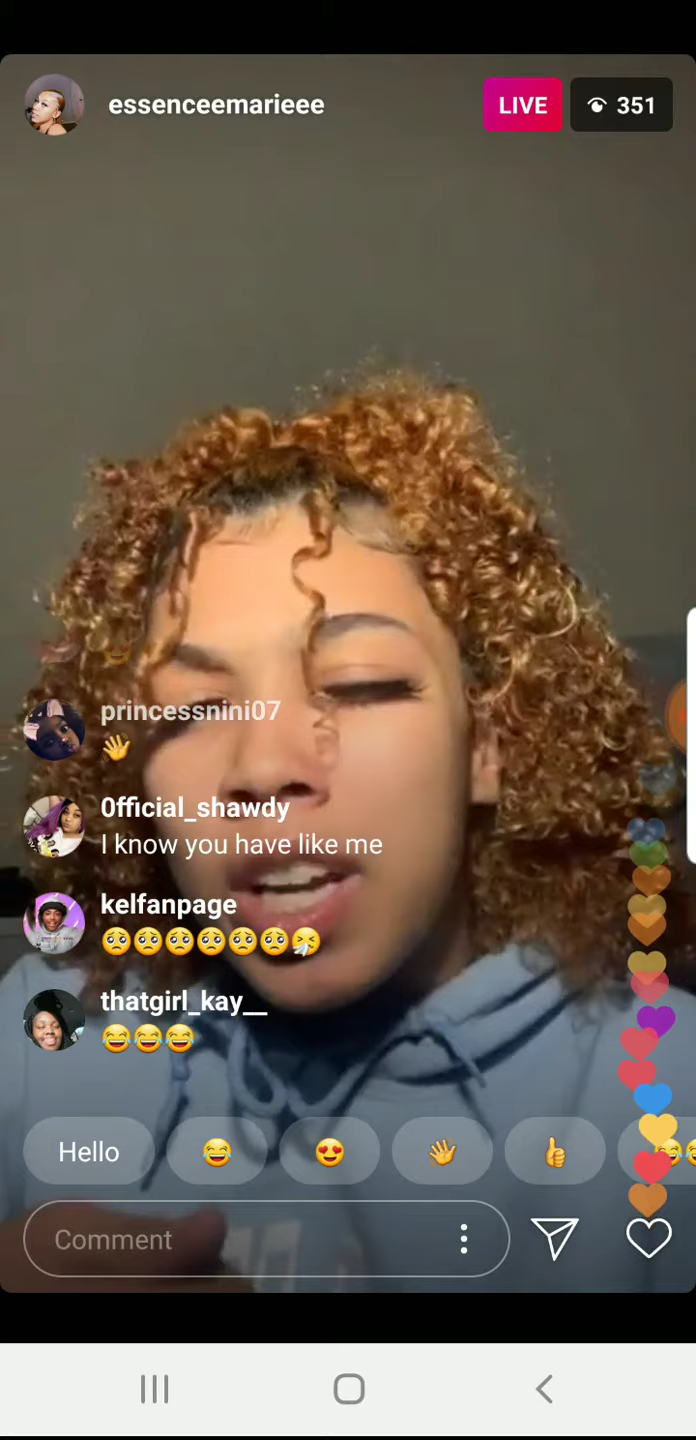 essenceemarieee
LIVE
351
princessnini07
👋
0fficial_shawdy
I know you have like me
kelfanpage
🥺🥺🥺🥺🥺🥺🤧
thatgirl_kay__
😂😂😂
Hello 😂 😍 👋 👍 😂😂
Comment